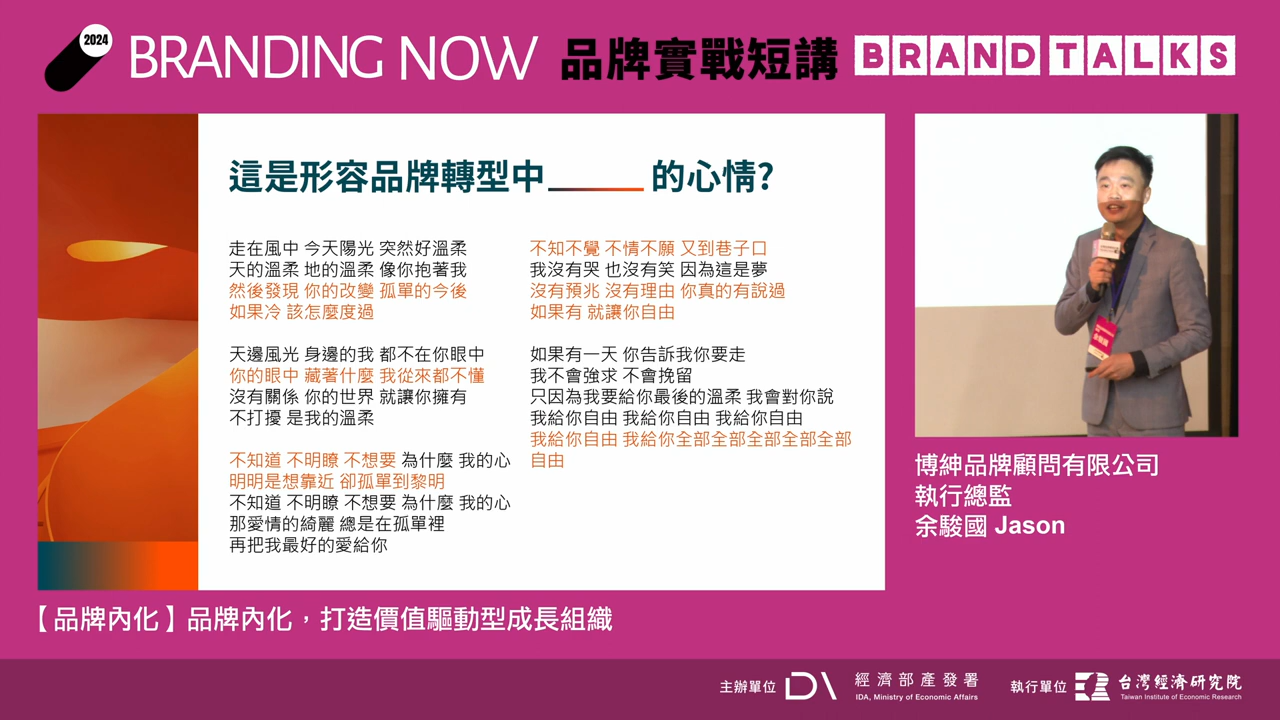 2024
BRANDING NOW 品牌實戰短講 BRAND TALKS
這是形容品牌轉型中_____的心情?
走在風中 今天陽光 突然好溫柔
天的溫柔 地的溫柔 像你抱著我
然後發現 你的改變 孤單的今後
如果冷 該怎麼度過
天邊風光 身邊的我 都不在你眼中
你的眼中 藏著什麼 我從來都不懂
沒有關係 你的世界 就讓你擁有
不打擾 是我的溫柔
不知道 不明瞭 不想要 為什麼 我的心
明明是想靠近 卻孤單到黎明
不知道 不明瞭 不想要 為什麼 我的心
那愛情的綺麗 總是在孤單裡
再把我最好的愛給你
不知不覺 不情不願 又到巷子口
我沒有哭 也沒有笑 因為這是夢
沒有預兆 沒有理由 你真的有說過
如果有 就讓你自由
如果有一天 你告訴我你要走
我不會強求 不會挽留
只因為我要給你最後的溫柔 我會對你說
我給你自由 我給你自由 我給你自由
我給你自由 我給你全部全部全部全部全部
自由
博紳品牌顧問有限公司
執行總監
余駿國 Jason
【品牌內化】品牌內化，打造價值驅動型成長組織
主辦單位 IDA 經濟部產發署
IDA, Ministry of Economic Affairs
執行單位 台灣經濟研究院
Taiwan Institute of Economic Research